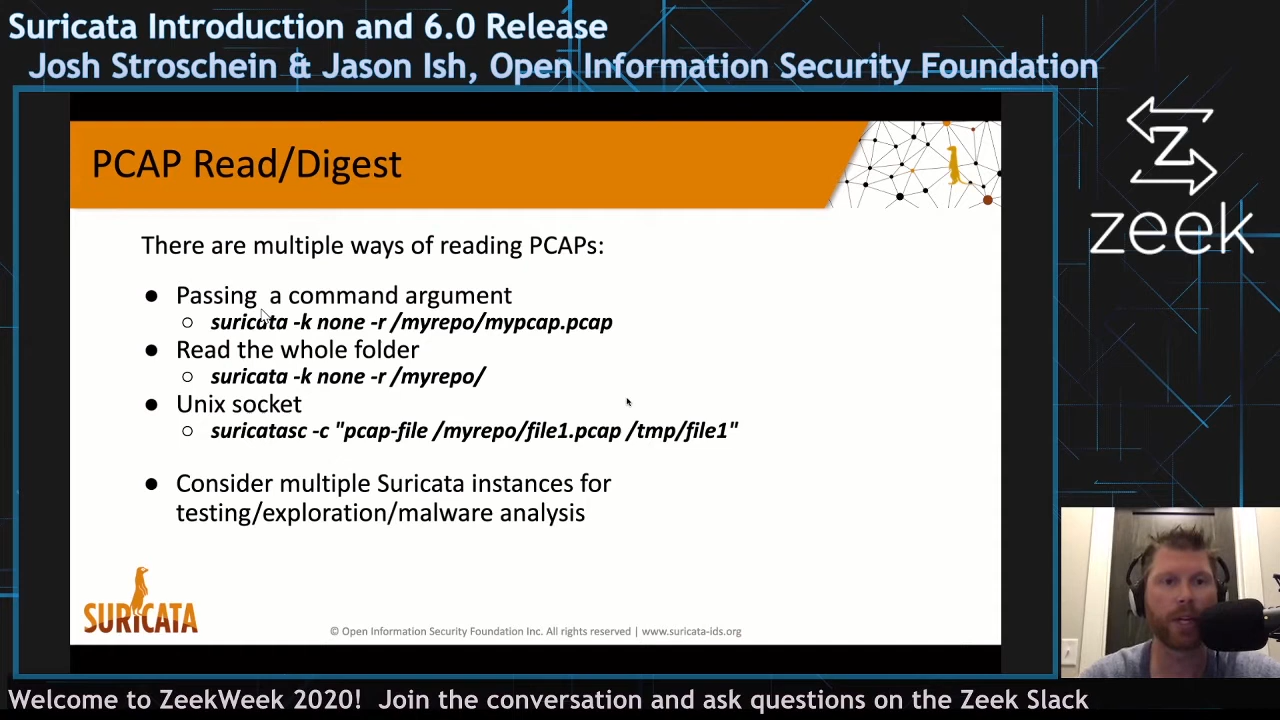 Suricata Introduction and 6.0 Release
Josh Stroschein & Jason Ish, Open Information Security Foundation
PCAP Read/Digest
zeek
There are multiple ways of reading PCAPs:
● Passing a command argument
○ suricata -k none -r /myrepo/mypcap.pcap
● Read the whole folder
○ suricata -k none -r /myrepo/
● Unix socket
○ suricatasc -c "pcap-file /myrepo/file1.pcap /tmp/file1"
● Consider multiple Suricata instances for
testing/exploration/malware analysis
SURICATA
© Open Information Security Foundation Inc. All rights reserved | www.suricata-ids.org
Welcome to ZeekWeek 2020! Join the conversation and ask questions on the Zeek Slack